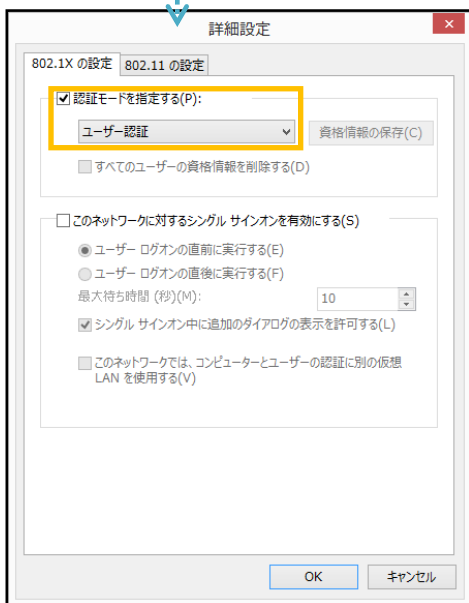 詳細設定
802.1X の設定 802.11 の設定
認証モードを指定する(P):
ユーザー認証 資格情報の保存(C)
すべてのユーザーの資格情報を削除する(D)
このネットワークに対するシングル サインオンを有効にする(S)
ユーザー ログオンの直前に実行する(E)
ユーザー ログオンの直後に実行する(F)
最大待ち時間 (秒)(M): 10
シングル サインオン中に追加のダイアログの表示を許可する(L)
このネットワークでは、コンピューターとユーザーの認証に別の仮想
LAN を使用する(V)
OK キャンセル